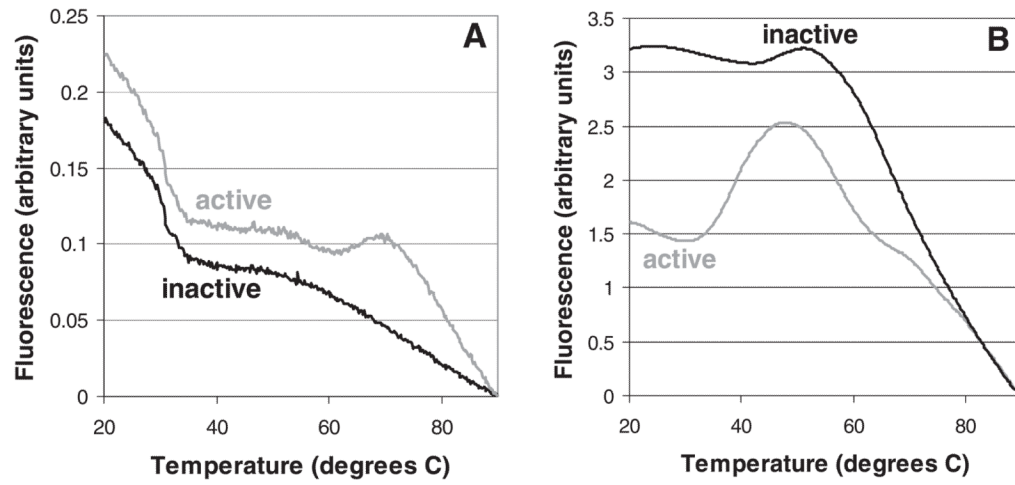 A
Fluorescence (arbitrary units)
0.25
0.2
0.15
0.1
0.05
0
active
inactive
20 40 60 80
Temperature (degrees C)
B
Fluorescence (arbitrary units)
3.5
3
2.5
2
1.5
1
0.5
0
inactive
active
20 40 60 80
Temperature (degrees C)